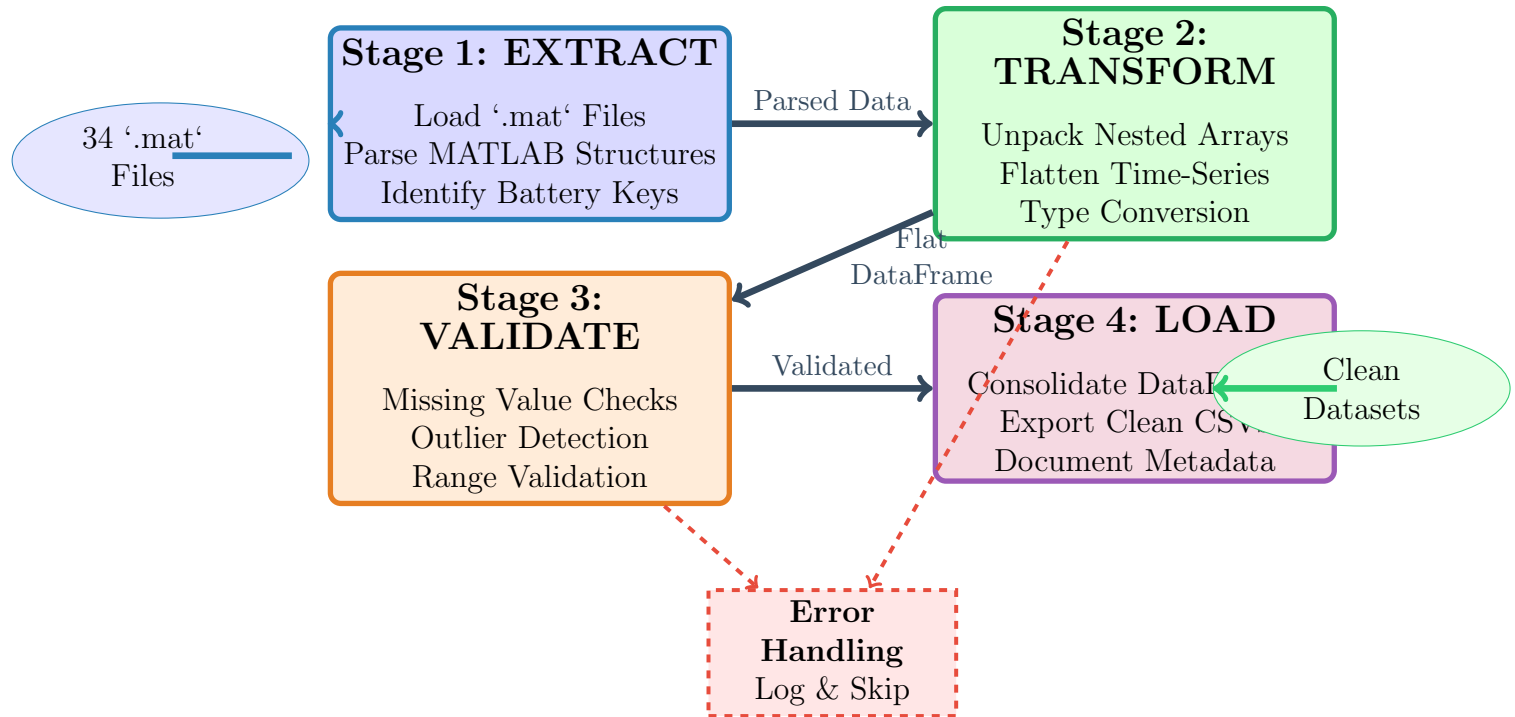 34 ‘.mat‘
Files
Stage 1: EXTRACT
Load ‘.mat‘ Files
Parse MATLAB Structures
Identify Battery Keys
Parsed Data
Stage 2:
TRANSFORM
Unpack Nested Arrays
Flatten Time-Series
Type Conversion
Flat
DataFrame
Stage 3:
VALIDATE
Missing Value Checks
Outlier Detection
Range Validation
Validated
Stage 4: LOAD
Consolidate
Export Clean
Document Metadata
Clean
Datasets
Error
Handling
Log & Skip